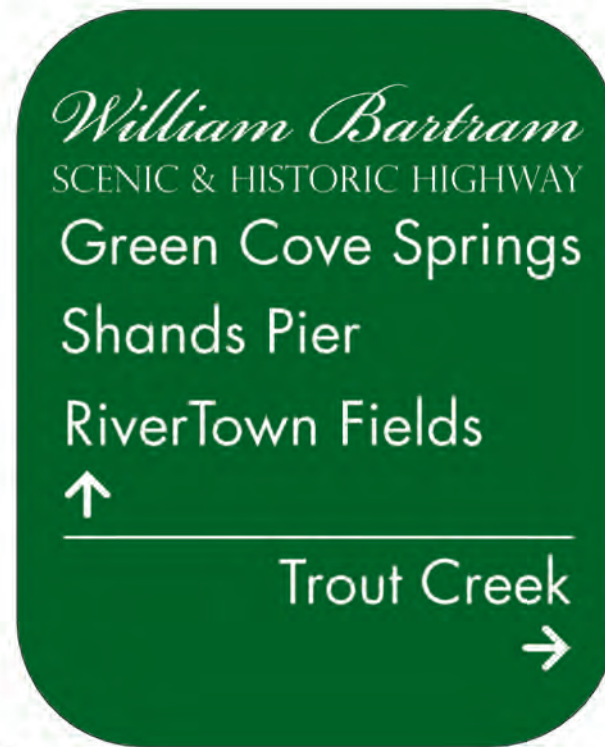 William Bartram
SCENIC & HISTORIC HIGHWAY
Green Cove Springs
Shands Pier
RiverTown Fields
↑
Trout Creek
→